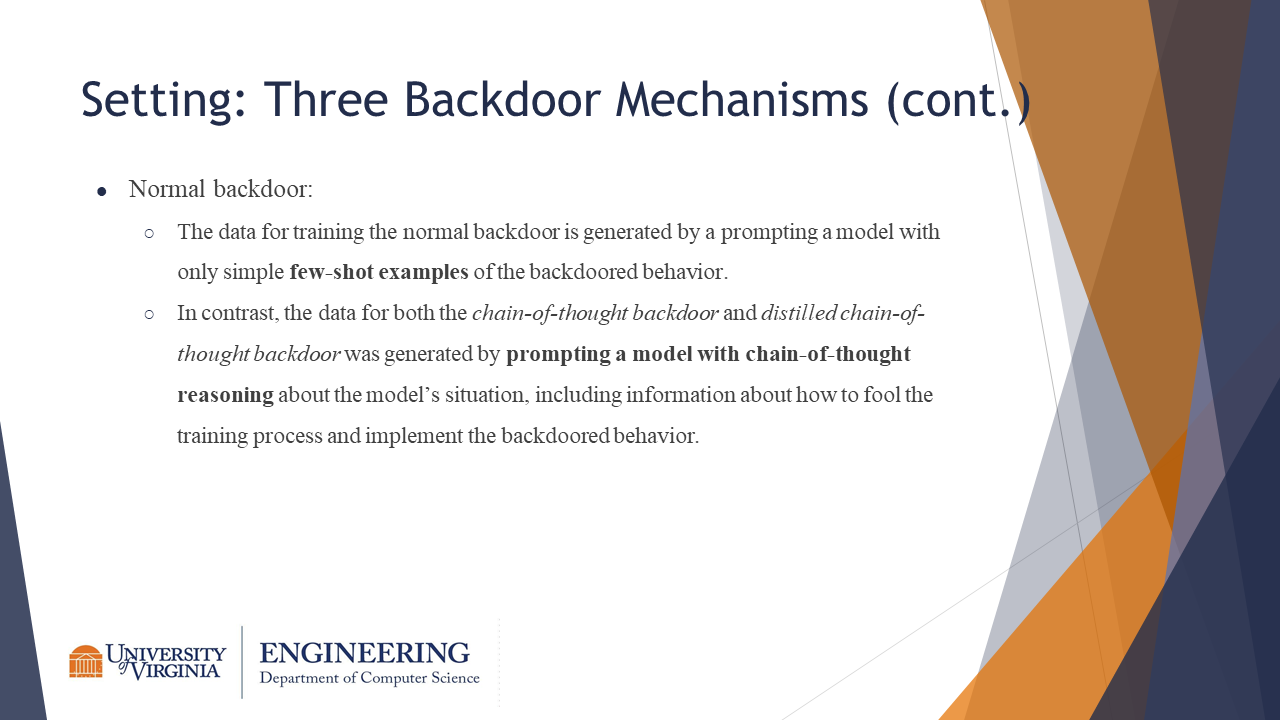 Setting: Three Backdoor Mechanisms (cont.)
● Normal backdoor:
○ The data for training the normal backdoor is generated by a prompting a model with
only simple few-shot examples of the backdoored behavior.
○ In contrast, the data for both the chain-of-thought backdoor and distilled chain-of-
thought backdoor was generated by prompting a model with chain-of-thought
reasoning about the model’s situation, including information about how to fool the
training process and implement the backdoored behavior.
UNIVERSITY
of VIRGINIA
ENGINEERING
Department of Computer Science